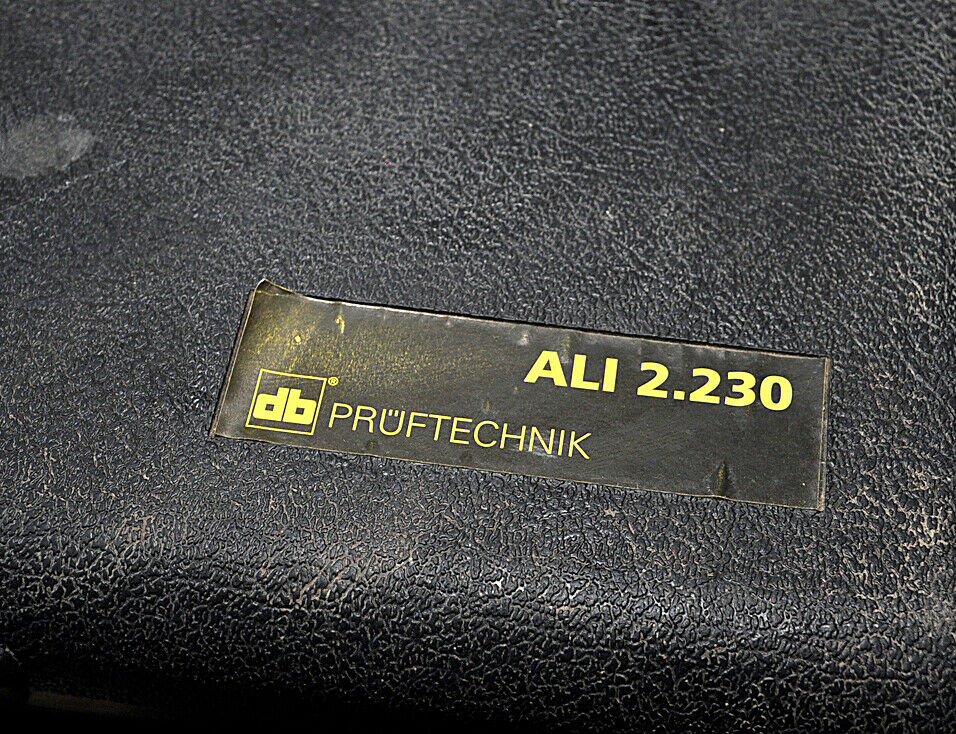 ALI 2.230
db® PRÜFTECHNIK